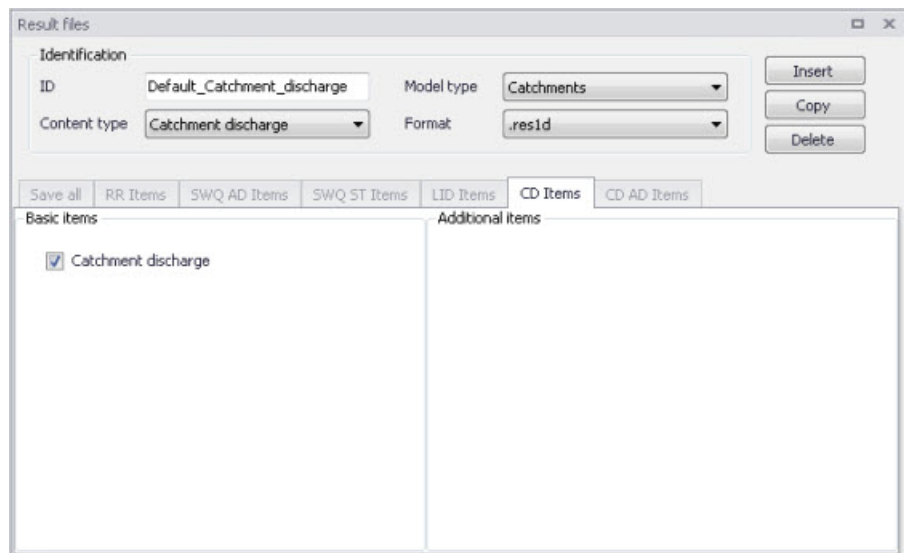 Result files
Identification
ID
Default_Catchment_discharge
Model type
Catchments
Content type
Catchment discharge
Format
.res1d
Insert
Copy
Delete
Save all
RR Items
SWQ AD Items
SWQ ST Items
LID Items
CD Items
CD AD Items
Basic items
Catchment discharge
Additional items